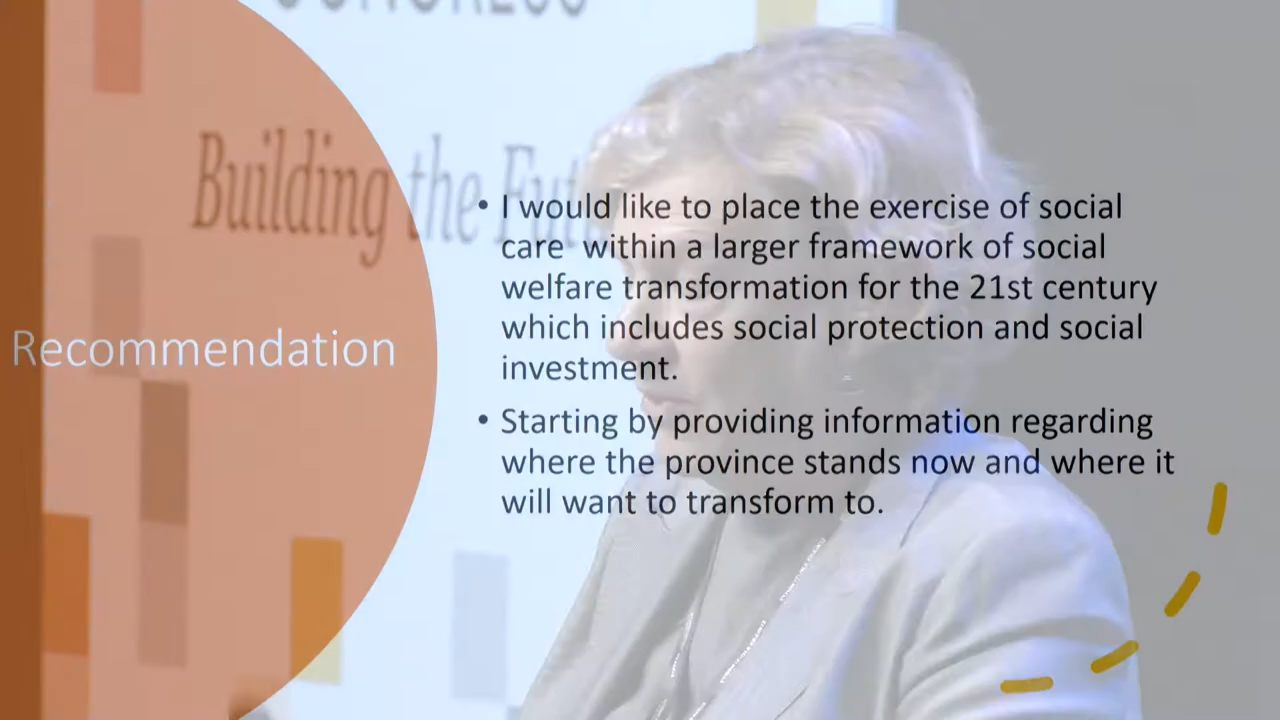 Building the
Recommendation
• I would like to place the exercise of social
care within a larger framework of social
welfare transformation for the 21st century
which includes social protection and social
investment.
• Starting by providing information regarding
where the province stands now and where it
will want to transform to.